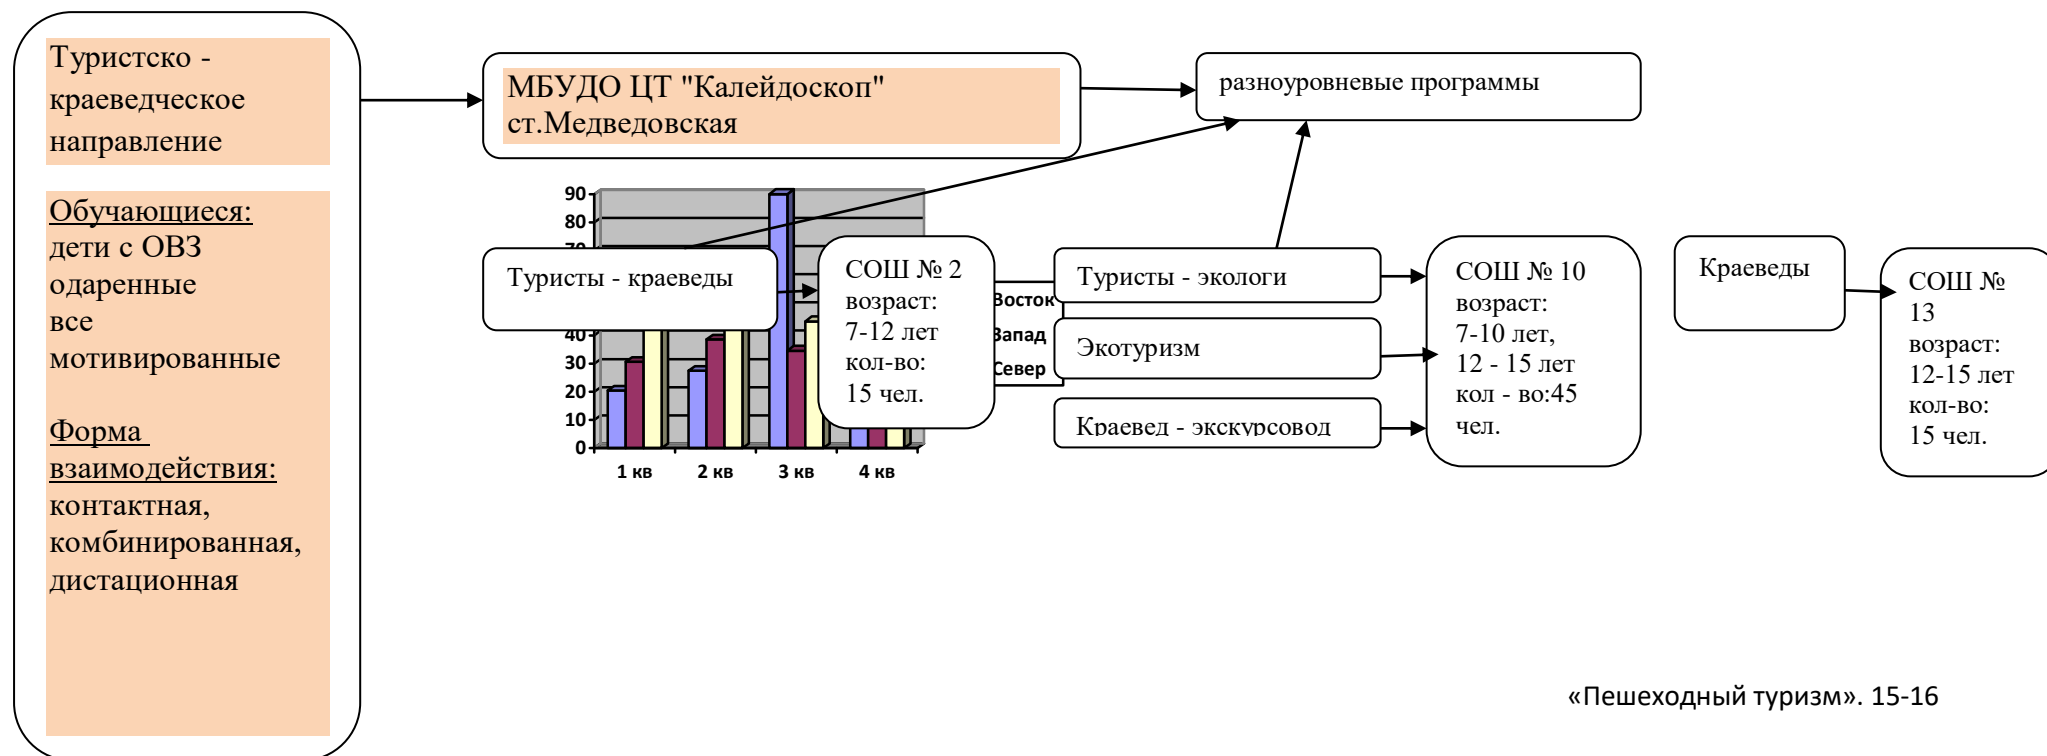 Туристско -
краеведческое
направление
Обучающиеся:
дети с ОВЗ
одаренные
все
мотивированные
Форма
взаимодействия:
контактная,
комбинированная,
дистационная
МБУДО ЦТ "Калейдоскоп"
ст.Медведовская
разноуровневые программы
90
80
40
30
20
10
0
1 кв
2 кв
3 кв
4 кв
Туристы - краеведы
СОШ № 2
возраст:
7-12 лет
кол-во:
15 чел.
Восток
Запад
Север
Туристы - экологи
Экотуризм
Краевед - экскурсовод
СОШ № 10
возраст:
7-10 лет,
12 - 15 лет
кол - во:45
чел.
Краеведы
СОШ №
13
возраст:
12-15 лет
кол-во:
15 чел.
«Пешеходный туризм». 15-16